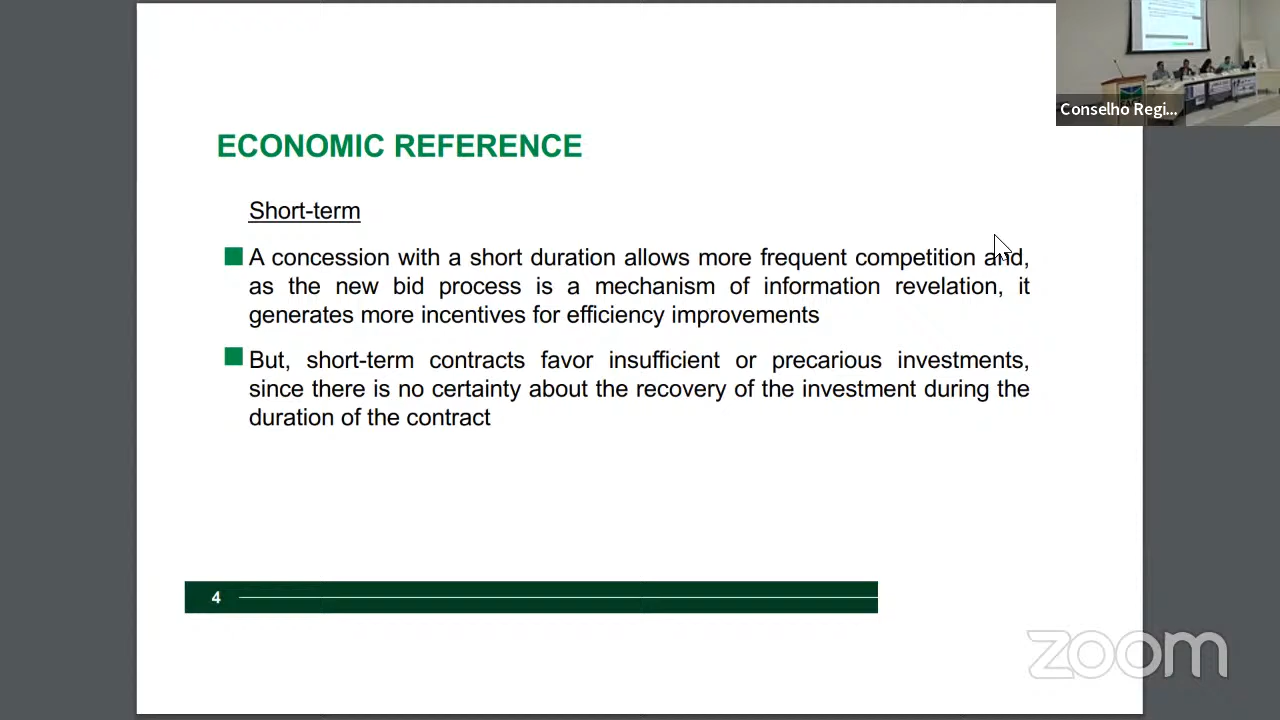 Conselho Regi...
ECONOMIC REFERENCE
Short-term
A concession with a short duration allows more frequent competition and,
as the new bid process is a mechanism of information revelation, it
generates more incentives for efficiency improvements
But, short-term contracts favor insufficient or precarious investments,
since there is no certainty about the recovery of the investment during the
duration of the contract
4
zoom